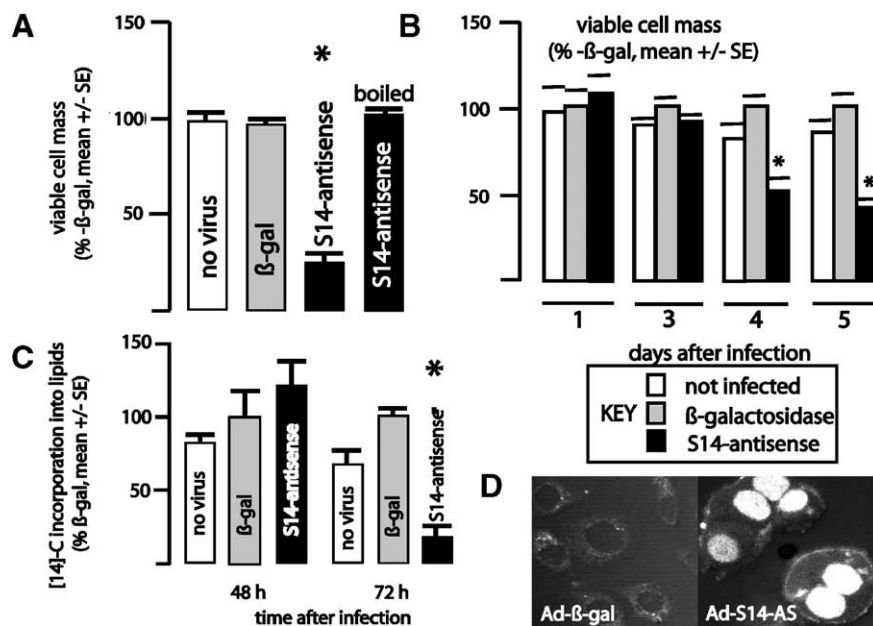 A
viable cell mass
(% -ß-gal, mean +/- SE)
150
100
50
no virus
ß-gal
*
S14-antisense
boiled
S14-antisense
B
viable cell mass
(% -ß-gal, mean +/- SE)
150
100
50
*
*
1
3
4
5
days after infection
KEY
not infected
ß-galactosidase
S14-antisense
C
[14]-C incorporation into lipids
(% ß-gal, mean +/- SE)
150
100
50
no virus
ß-gal
S14-antisense
no virus
ß-gal
*
S14-antisense
48 h
72 h
time after infection
D
Ad-ß-gal
Ad-S14-AS